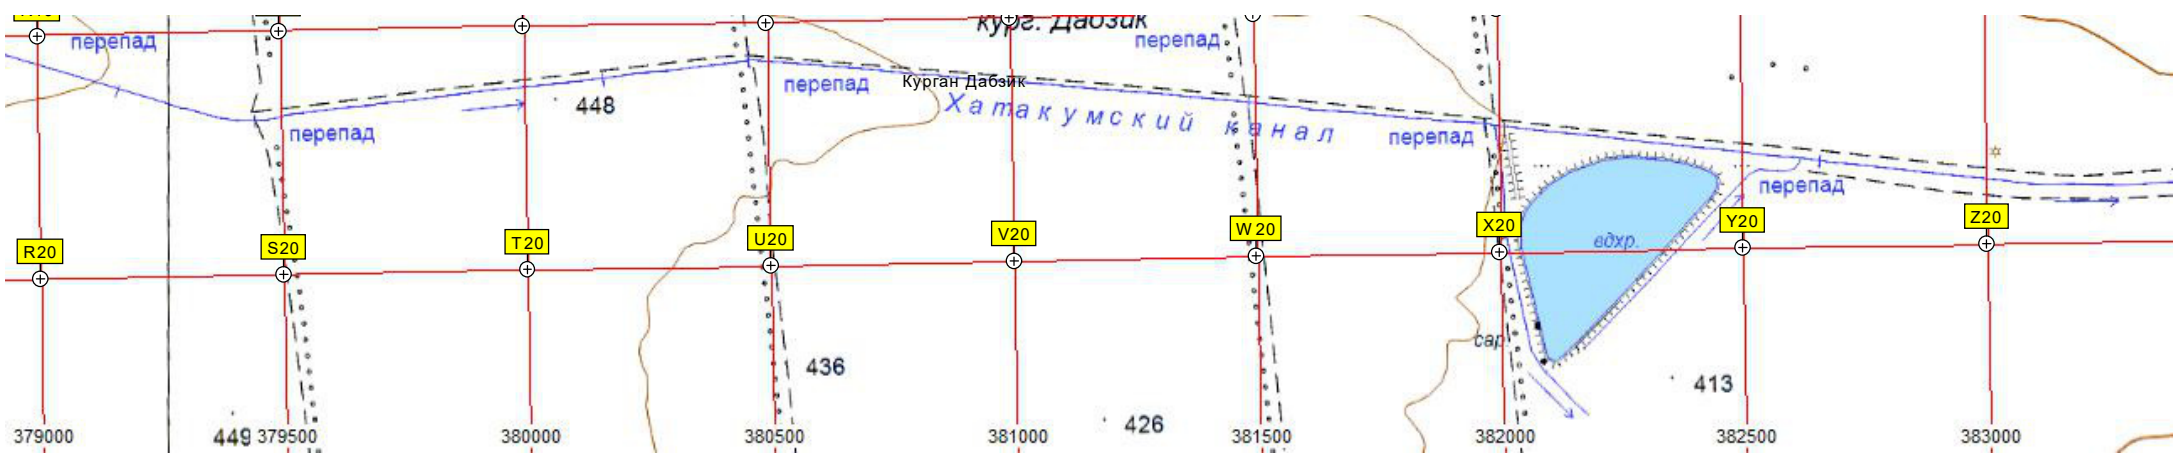 кург. Дабзик
перепад
перепад
перепад
Курган Дабзик
448
Хатакумский канал
перепад
перепад
перепад
R20
S20
T20
U20
V20
W20
X20
Y20
Z20
вдхр.
сар.
436
413
449
426
379000
379500
380000
380500
381000
381500
382000
382500
383000